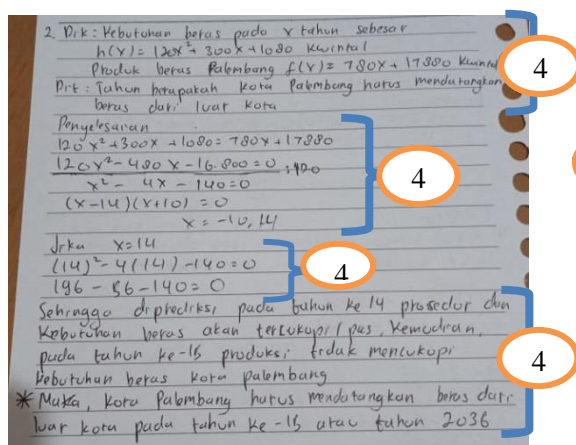 2. Dik : Kebutuhan beras pada x tahun sebesar
h(x) = 120x² + 300x + 1080 Kwintal
Produk beras Palembang f(x) = 780x + 17880 Kwintal
Dit : Tahun berapakah Kota Palembang harus mendatangkan
beras dari luar kota
4
Penyelesaian
120x² + 300x + 1080 = 780x + 17880
120x² - 480x - 16.800 = 0 : 120
x² - 4x - 140 = 0
(x-14)(x+10) = 0
x = -10, 14
4
Jika x = 14
(14)² - 4(14) - 140 = 0
196 - 56 - 140 = 0
4
Sehingga diprediksi pada tahun ke 14 prosedur dan
Kebutuhan beras akan tercukupi / pas, kemudian,
pada tahun ke-15 produksi tidak mencukupi
kebutuhan beras kota palembang
* Maka, kota Palembang harus mendatangkan beras dari
luar kota pada tahun ke-15 atau tahun 2036
4